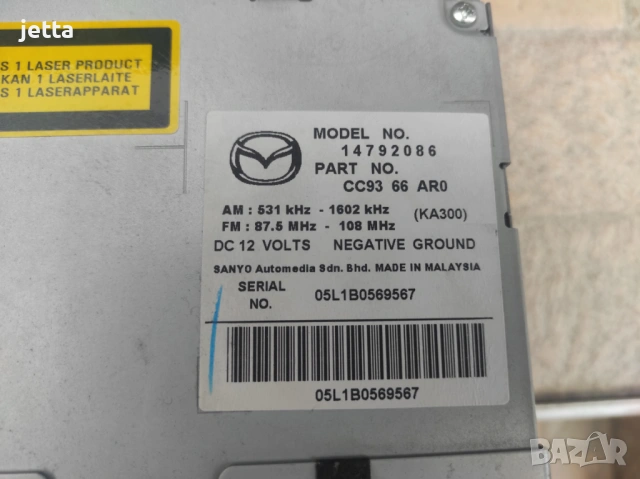 jetta
S 1 LASER PRODUCT
KAN 1 LASERLAITE
S 1 LASERAPPARAT
MODEL NO.
14792086
PART NO.
CC93 66 AR0
AM : 531 kHz - 1602 kHz (KA300)
FM : 87.5 MHz - 108 MHz
DC 12 VOLTS NEGATIVE GROUND
SANYO Automedia Sdn. Bhd. MADE IN MALAYSIA
SERIAL
NO. 05L1B0569567
05L1B0569567
BAZAR